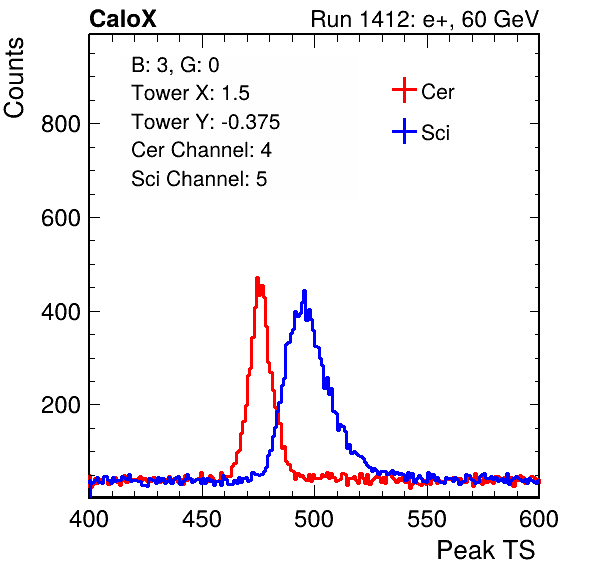 CaloX Run 1412: e+, 60 GeV
Counts
B: 3, G: 0
Tower X: 1.5
Tower Y: -0.375
Cer Channel: 4
Sci Channel: 5
Cer
Sci
800
600
400
200
400 450 500 550 600
Peak TS